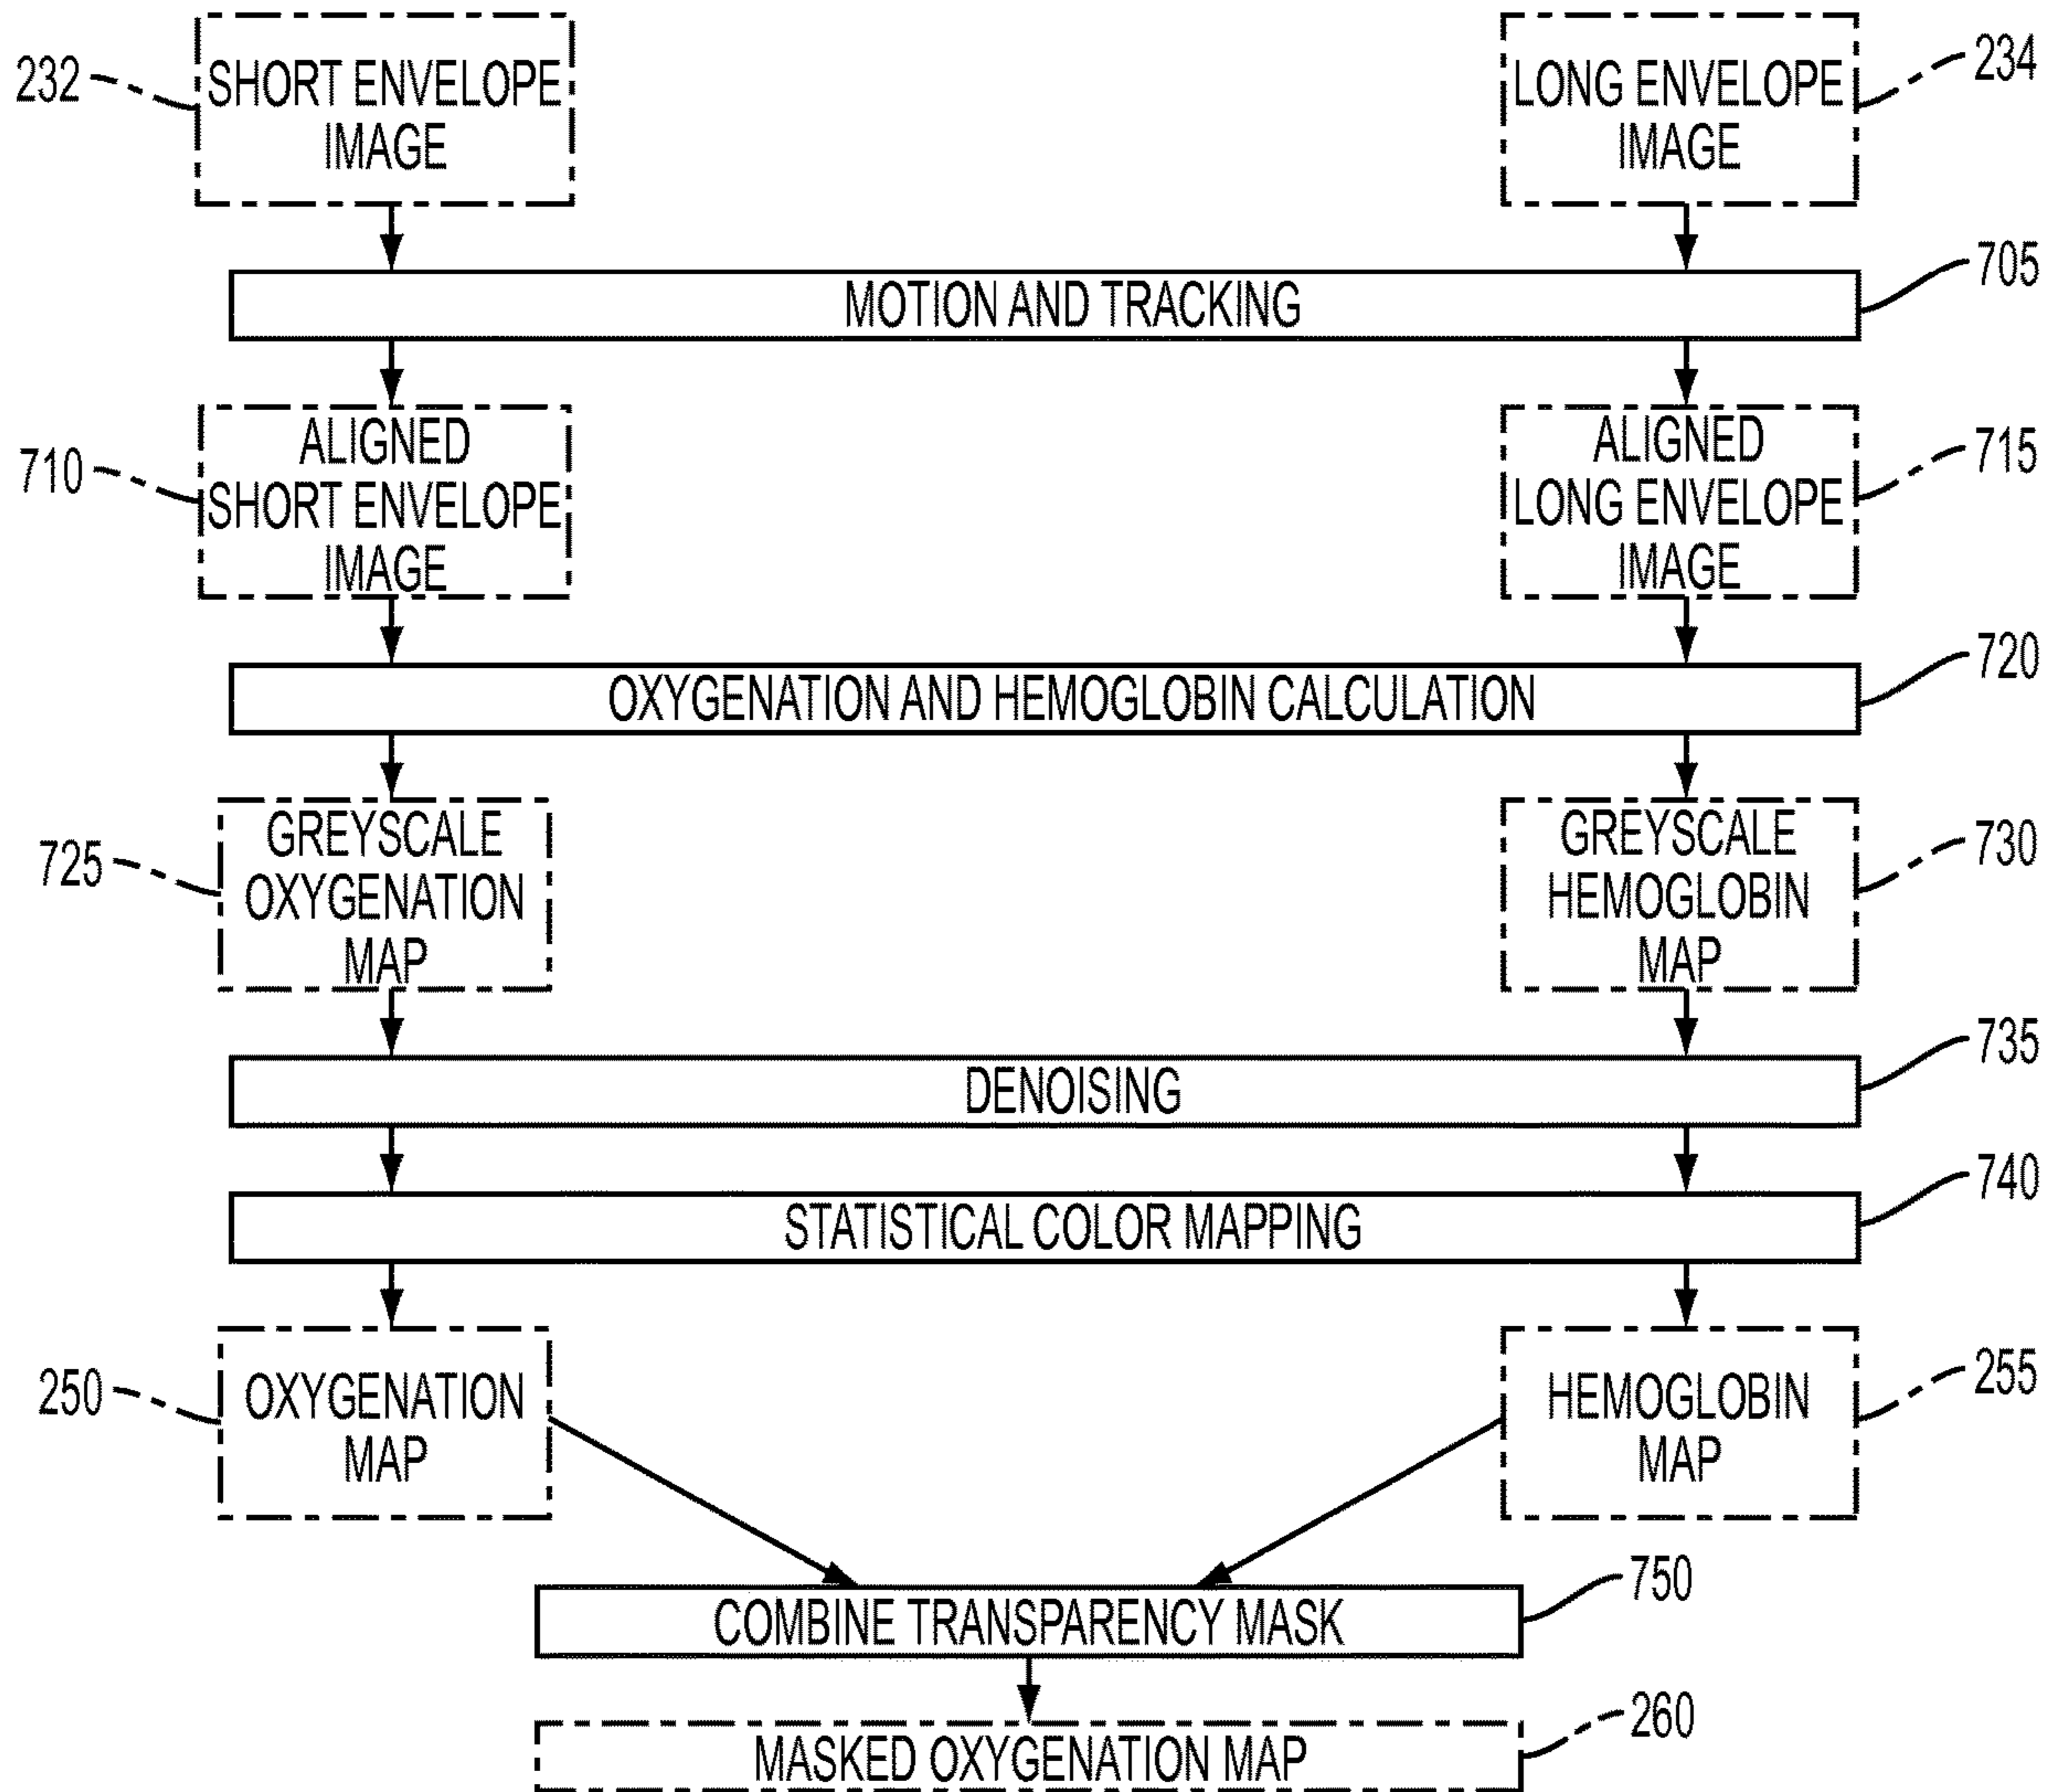 232
SHORT ENVELOPE
IMAGE
LONG ENVELOPE
IMAGE
234
MOTION AND TRACKING
705
710
ALIGNED
SHORT ENVELOPE
IMAGE
ALIGNED
LONG ENVELOPE
IMAGE
715
OXYGENATION AND HEMOGLOBIN CALCULATION
720
725
GREYSCALE
OXYGENATION
MAP
GREYSCALE
HEMOGLOBIN
MAP
730
DENOISING
735
STATISTICAL COLOR MAPPING
740
250
OXYGENATION
MAP
HEMOGLOBIN
MAP
255
COMBINE TRANSPARENCY MASK
750
MASKED OXYGENATION MAP
260